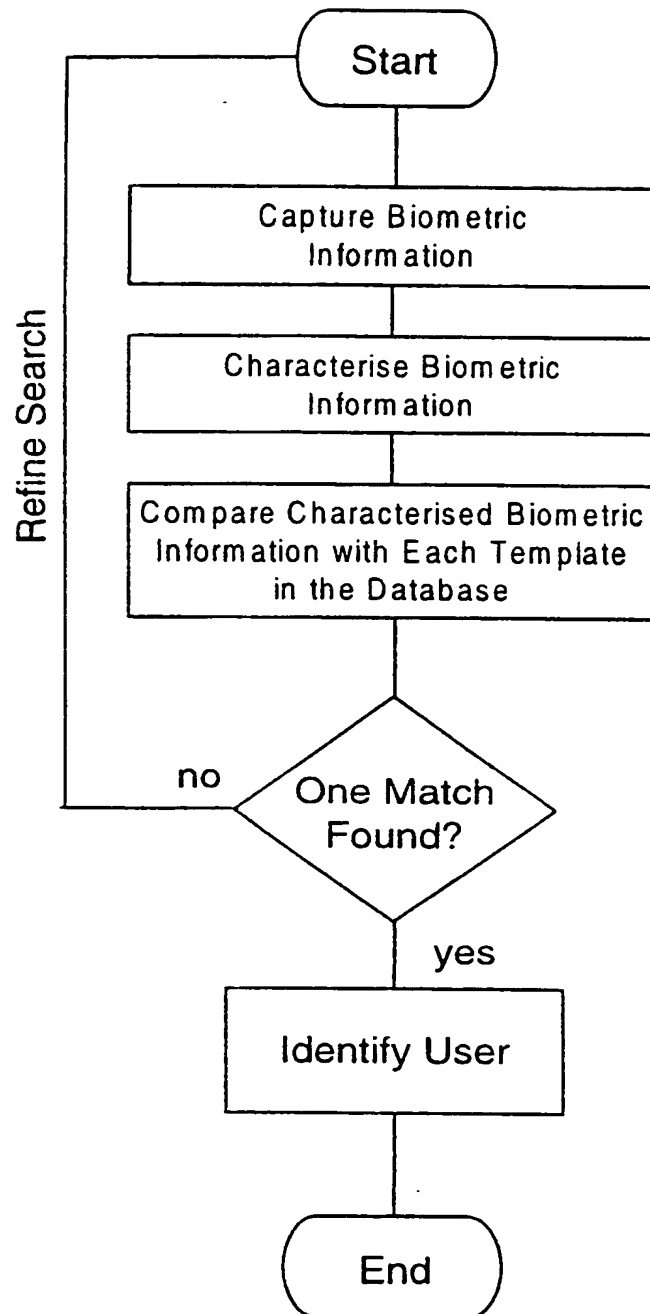 Start
Capture Biometric
Information
Characterise Biometric
Information
Compare Characterised Biometric
Information with Each Template
in the Database
Refine Search
no
One Match
Found?
yes
Identify User
End